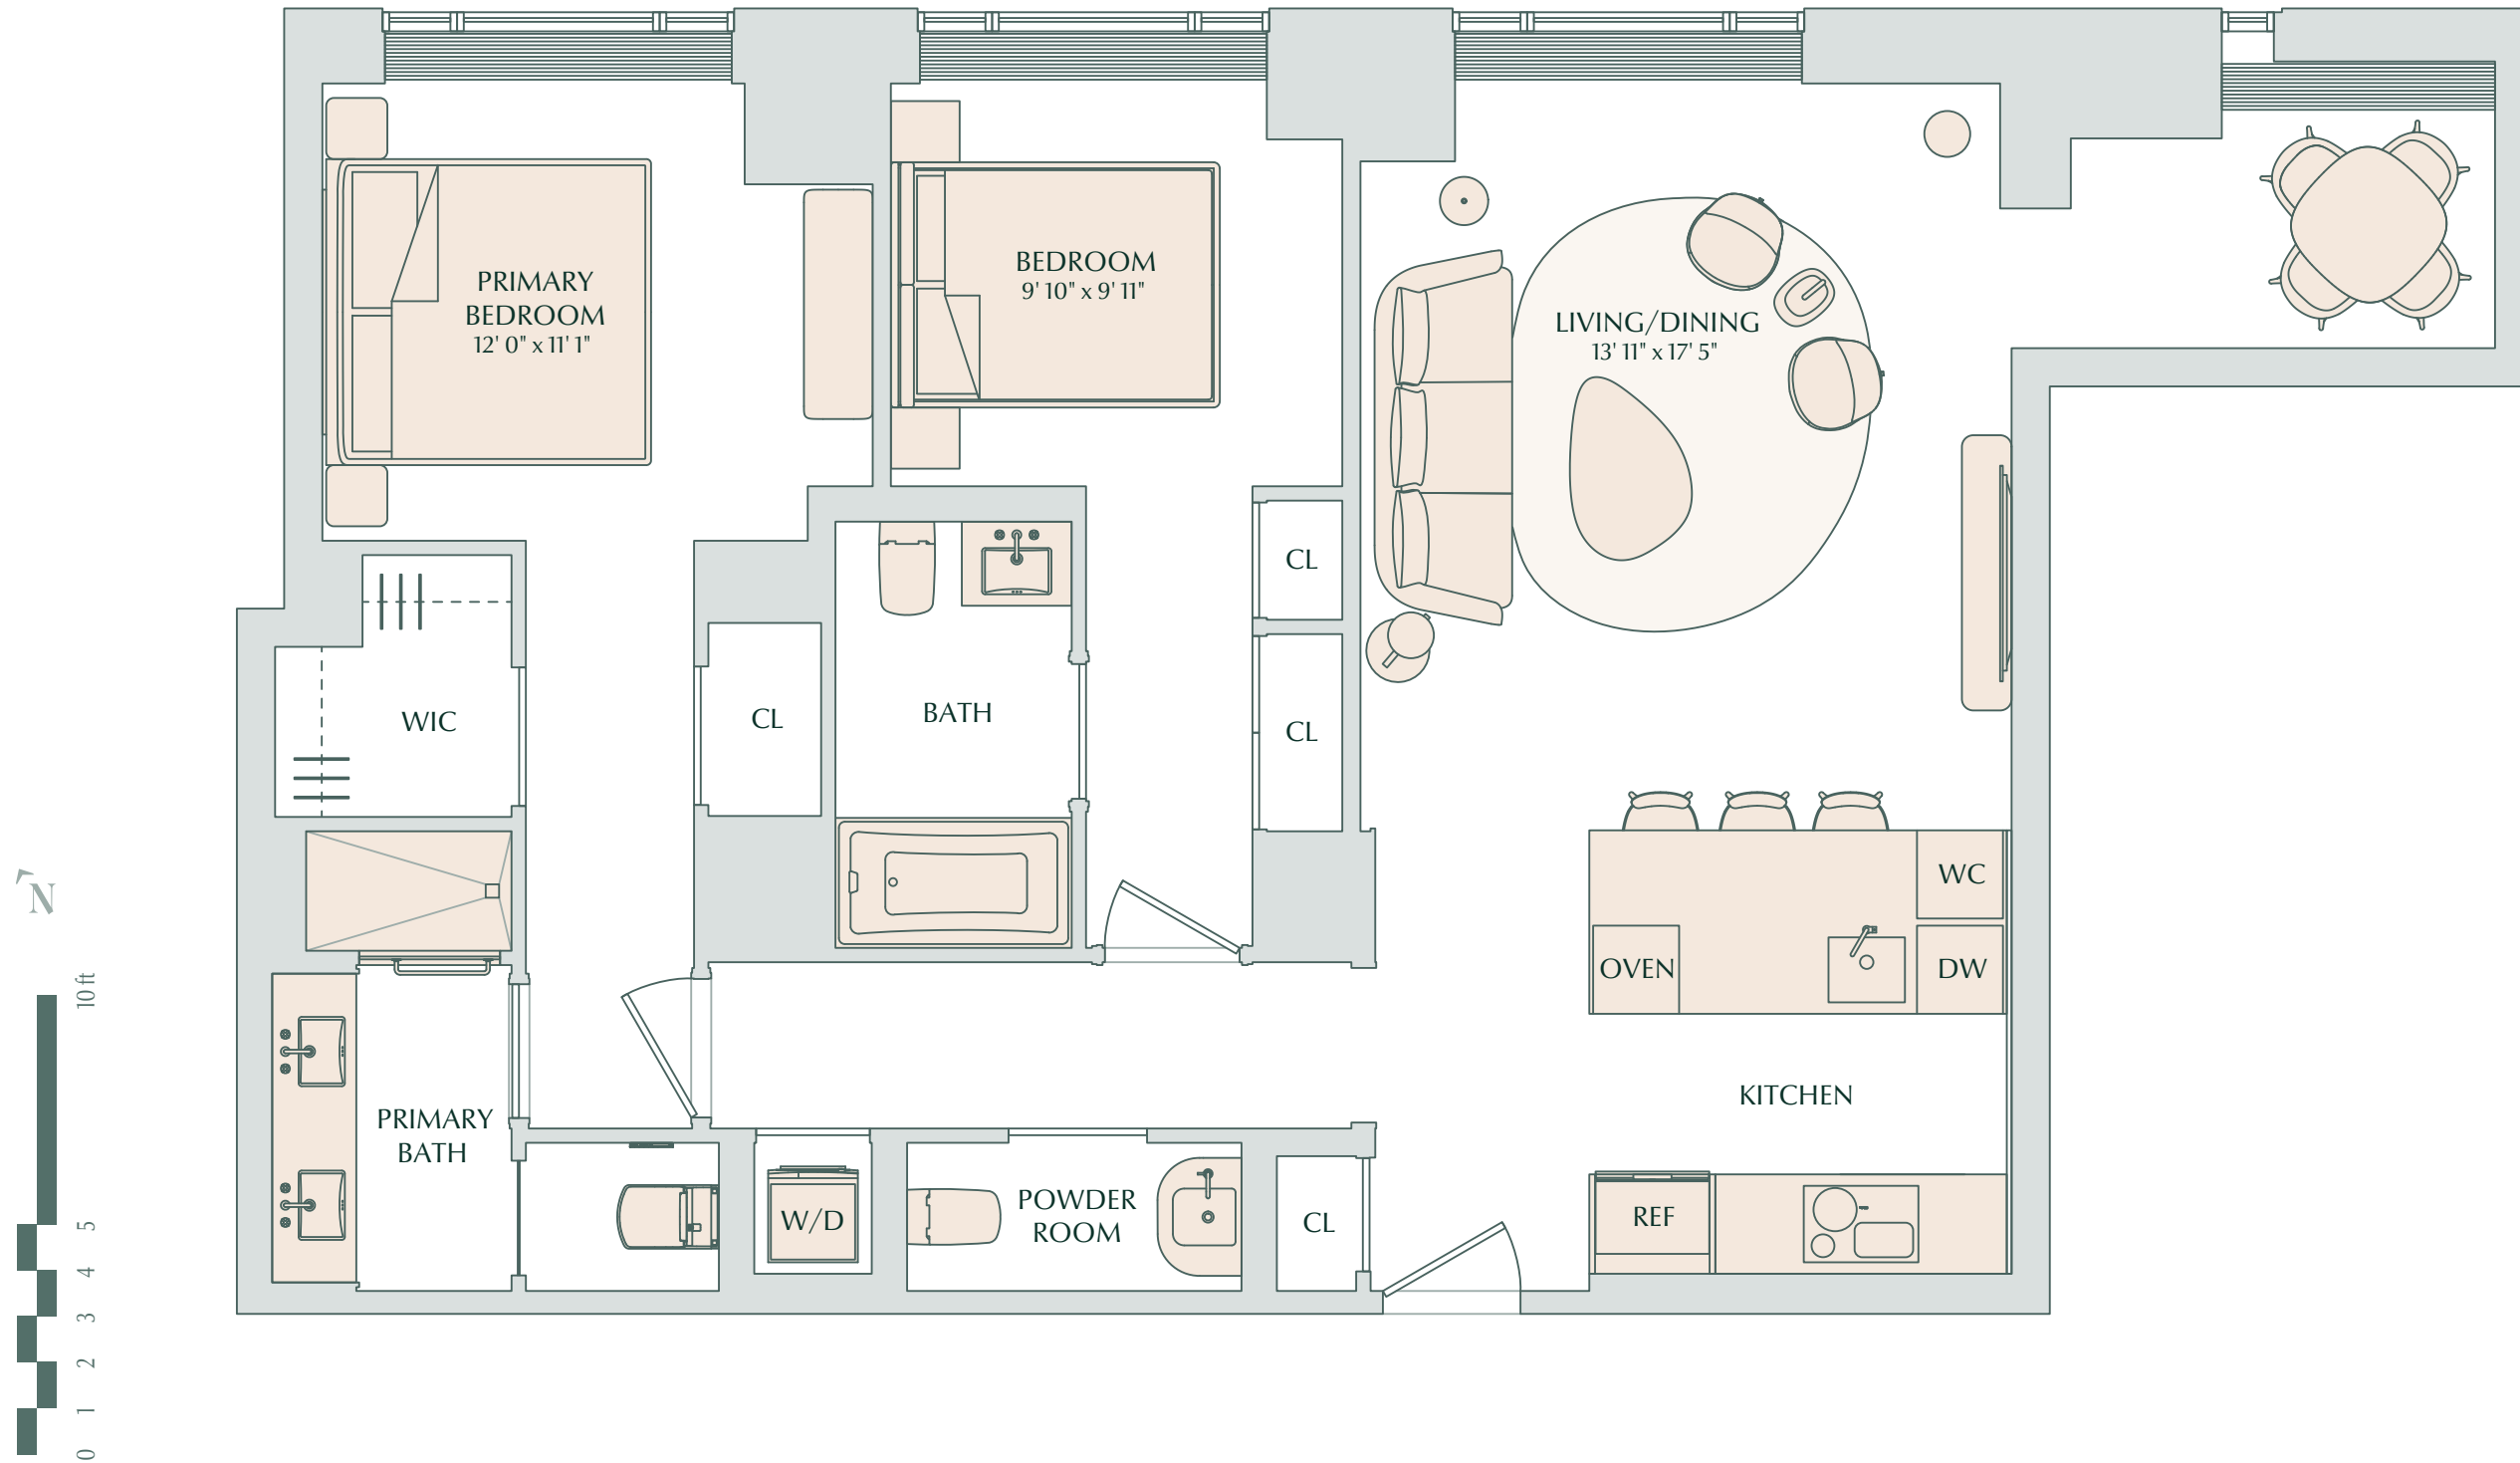 PRIMARY
BEDROOM
12' 0" x 11' 1"
BEDROOM
9' 10" x 9' 11"
LIVING/DINING
13' 11" x 17' 5"
CL
WIC
CL
BATH
CL
WC
OVEN
DW
KITCHEN
PRIMARY
BATH
W/D
POWDER
ROOM
CL
REF
N
10 ft
5
4
3
2
1
0